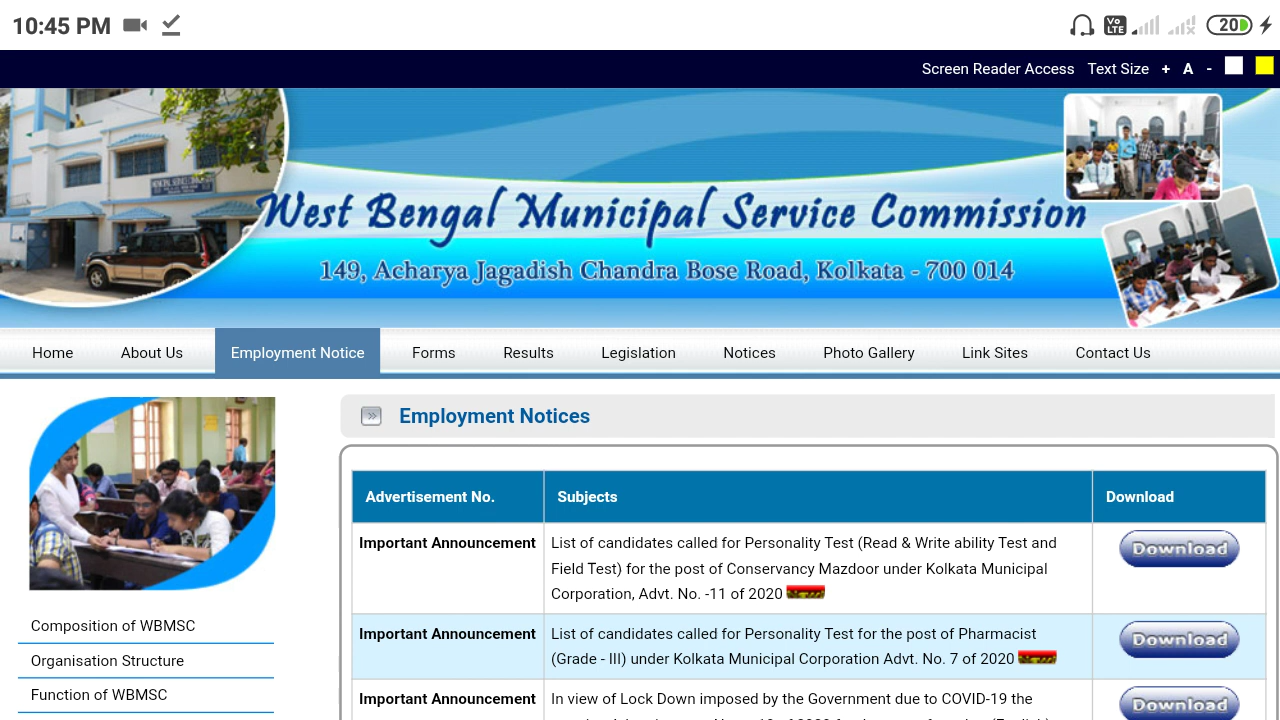 10:45 PM
Vo LTE
20
Screen Reader Access Text Size + A -
West Bengal Municipal Service Commission
149, Acharya Jagadish Chandra Bose Road, Kolkata - 700 014
Home About Us Employment Notice Forms Results Legislation Notices Photo Gallery Link Sites Contact Us
Employment Notices
Advertisement No. Subjects Download
Important Announcement List of candidates called for Personality Test (Read & Write ability Test and Download
Field Test) for the post of Conservancy Mazdoor under Kolkata Municipal
Corporation, Advt. No. -11 of 2020
Important Announcement List of candidates called for Personality Test for the post of Pharmacist Download
(Grade - III) under Kolkata Municipal Corporation Advt. No. 7 of 2020
Important Announcement In view of Lock Down imposed by the Government due to COVID-19 the Download
Composition of WBMSC
Organisation Structure
Function of WBMSC